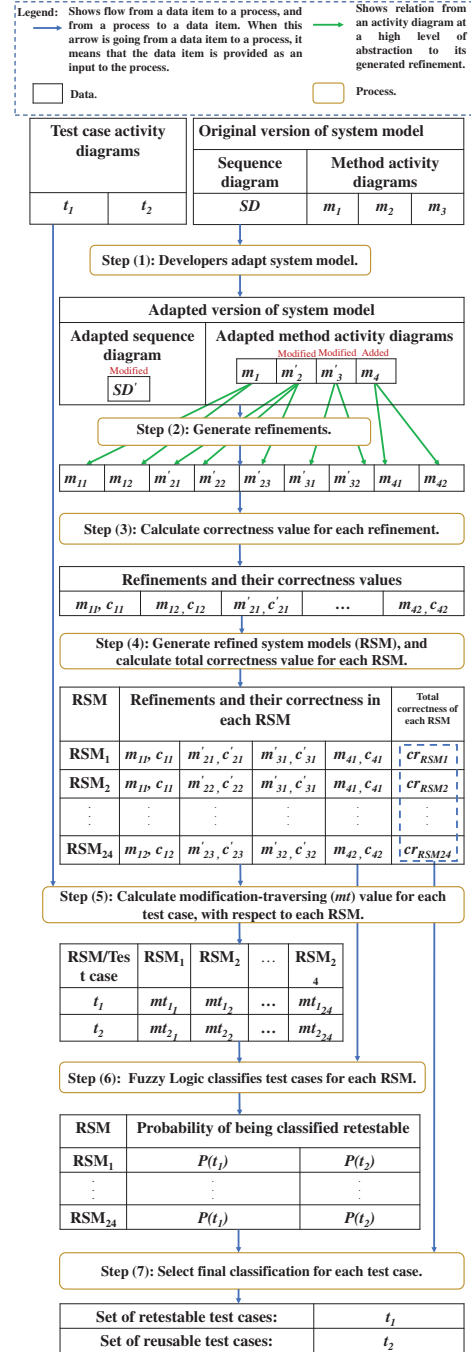 Legend:
Shows flow from a data item to a process, and
from a process to a data item. When this
arrow is going from a data item to a process, it
means that the data item is provided as an
input to the process.
Shows relation from
an activity diagram at
a high level of
abstraction to its
generated refinement.
Data.
Process.
Test case activity
diagrams
t1 t2
Original version of system model
Sequence
diagram
Method activity
diagrams
SD m1 m2 m3
Step (1): Developers adapt system model.
Adapted version of system model
Adapted sequence
diagram
Modified
SD'
Adapted method activity diagrams
Modified Modified Added
m1 m'2 m'3 m4
Step (2): Generate refinements.
m11 m12 m'21 m'22 m'23 m'31 m'32 m41 m42
Step (3): Calculate correctness value for each refinement.
Refinements and their correctness values
m11, c11 m12, c12 m'21, c'21 ... m42, c42
Step (4): Generate refined system models (RSM), and
calculate total correctness value for each RSM.
RSM
Refinements and their correctness in
each RSM
Total
correctness of
each RSM
RSM1 m11, c11 m'21, c'21 m'31, c'31 m41, c41 crRSM1
RSM2 m11, c11 m'22, c'22 m'31, c'31 m41, c41 crRSM2
⋮ ⋮ ⋮ ⋮ ⋮ ⋮
RSM24 m12, c12 m'23, c'23 m'32, c'32 m42, c42 crRSM24
Step (5): Calculate modification-traversing (mt) value for each
test case, with respect to each RSM.
RSM/Tes
t case
RSM1 RSM2 ... RSM2
4
t1 mt11 mt12 ... mt124
t2 mt21 mt22 ... mt224
Step (6): Fuzzy Logic classifies test cases for each RSM.
RSM Probability of being classified retestable
RSM1 P(t1) P(t2)
⋮ ⋮ ⋮
RSM24 P(t1) P(t2)
Step (7): Select final classification for each test case.
Set of retestable test cases: t1
Set of reusable test cases: t2